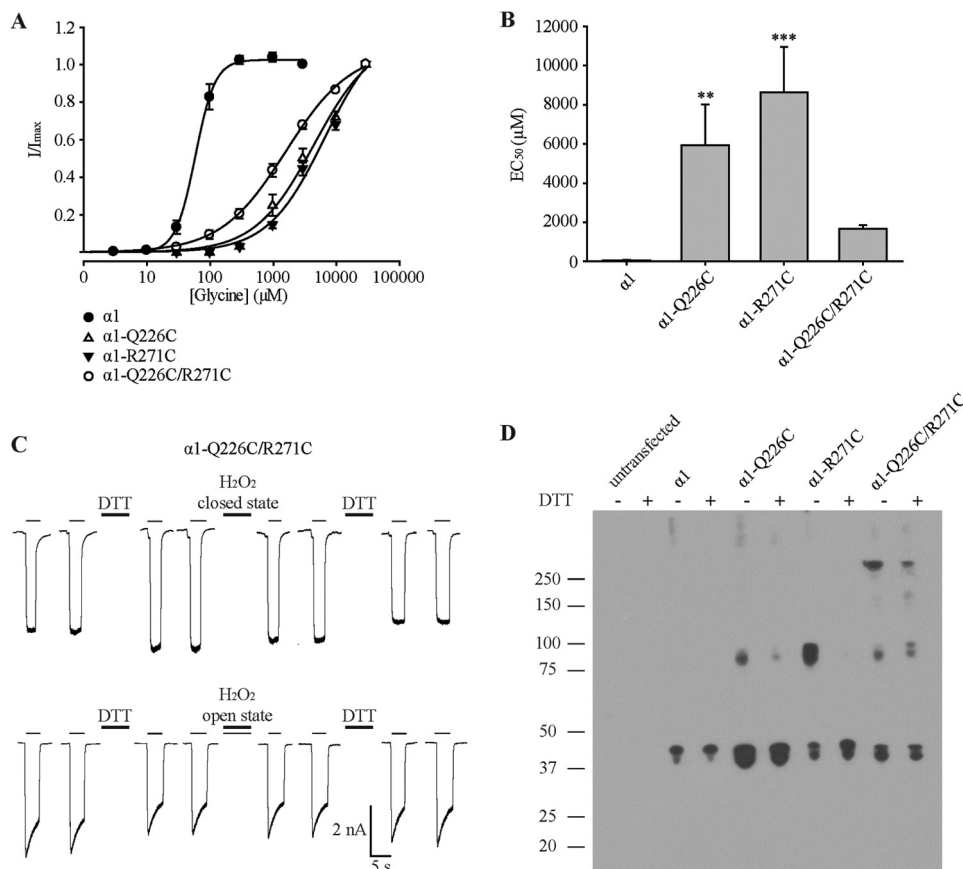 A
1.2
1.0
0.8
0.6
0.4
0.2
I/Imax
0 10 100 1000 10000 100000
[Glycine] (μM)
α1
α1-Q226C
α1-R271C
α1-Q226C/R271C
B
14000
12000
10000
8000
6000
4000
2000
0
EC50 (μM)
**
***
α1
α1-Q226C
α1-R271C
α1-Q226C/R271C
C
α1-Q226C/R271C
H2O2
DTT closed state DTT
H2O2
DTT open state DTT
2 nA
5 s
D
untransfected
α1
α1-Q226C
α1-R271C
α1-Q226C/R271C
DTT - + - + - + - + - +
250
150
100
75
50
37
25
20